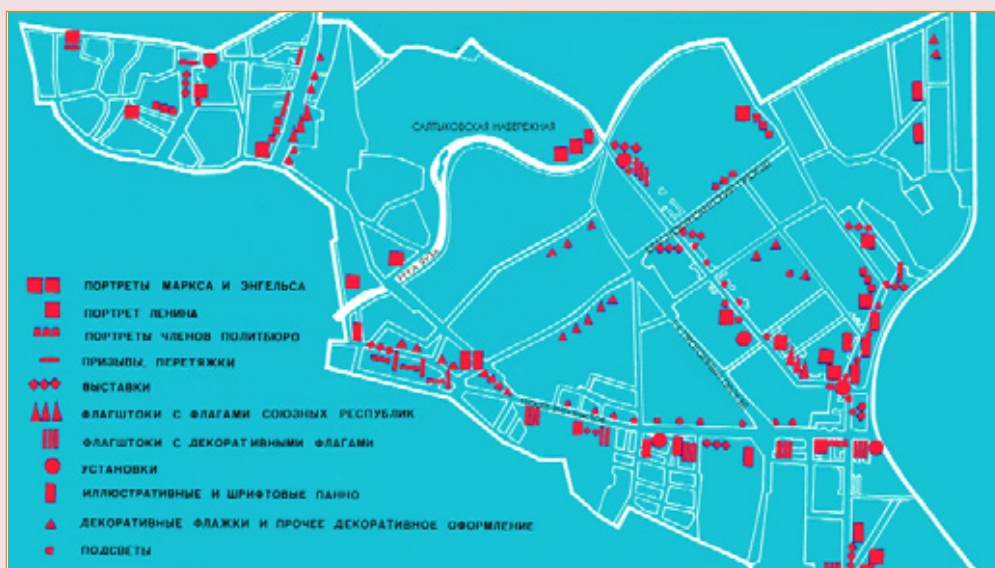 САЛТЫКОВСКАЯ НАБЕРЕЖНАЯ
ПОРТРЕТЫ МАРКСА И ЭНГЕЛЬСА
ПОРТРЕТ ЛЕНИНА
ПОРТРЕТЫ ЧЛЕНОВ ПОЛИТБЮРО
ПРИЗЫВЫ, ПЕРЕТЯЖКИ
ВЫСТАВКИ
ФЛАГШТОКИ С ФЛАГАМИ СОЮЗНЫХ РЕСПУБЛИК
ФЛАГШТОКИ С ДЕКОРАТИВНЫМИ ФЛАГАМИ
УСТАНОВКИ
ИЛЛЮСТРАТИВНЫЕ И ШРИФТОВЫЕ ПАННО
ДЕКОРАТИВНЫЕ ФЛАЖКИ И ПРОЧЕЕ ДЕКОРАТИВНОЕ ОФОРМЛЕНИЕ
ПОДСВЕТЫ